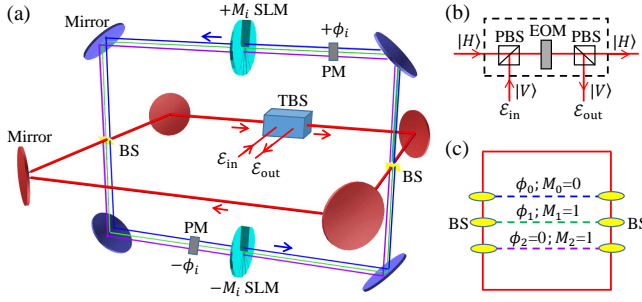 (a)
+M_i SLM
Mirror
+ϕ_i
PM
TBS
Mirror
BS
ℰ_in
ℰ_out
BS
PM
−ϕ_i
−M_i SLM
(b)
PBS
EOM
PBS
|H⟩
|H⟩
|V⟩
|V⟩
ℰ_in
ℰ_out
(c)
ϕ_0; M_0=0
BS
ϕ_1; M_1=1
BS
ϕ_2=0; M_2=1